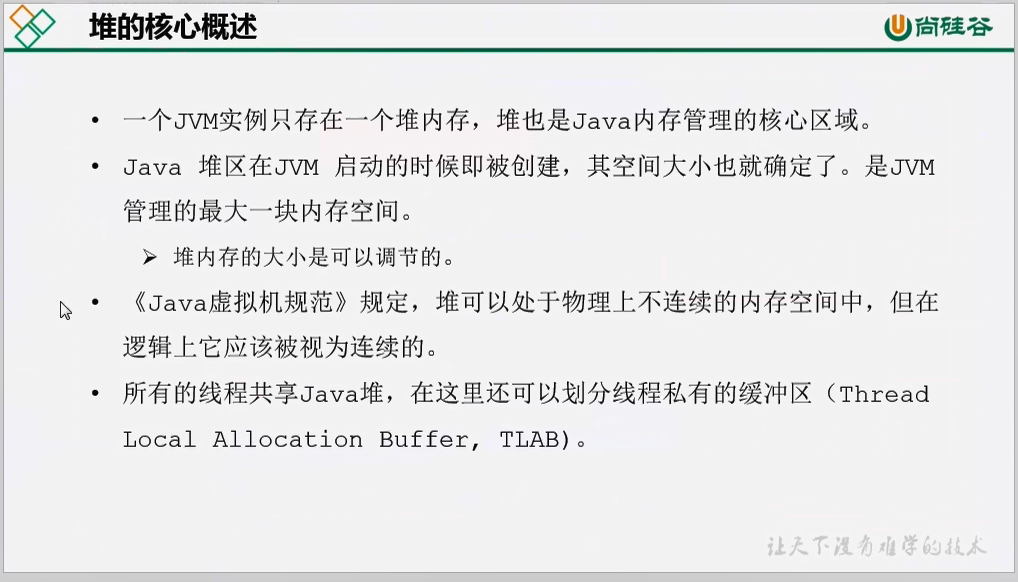 堆的核心概述
尚硅谷
• 一个JVM实例只存在一个堆内存，堆也是Java内存管理的核心区域。
• Java 堆区在JVM 启动的时候即被创建，其空间大小也就确定了。是JVM
管理的最大一块内存空间。
➢ 堆内存的大小是可以调节的。
• 《Java虚拟机规范》规定，堆可以处于物理上不连续的内存空间中，但在
逻辑上它应该被视为连续的。
• 所有的线程共享Java堆，在这里还可以划分线程私有的缓冲区（Thread
Local Allocation Buffer, TLAB)。
让天下没有难学的技术